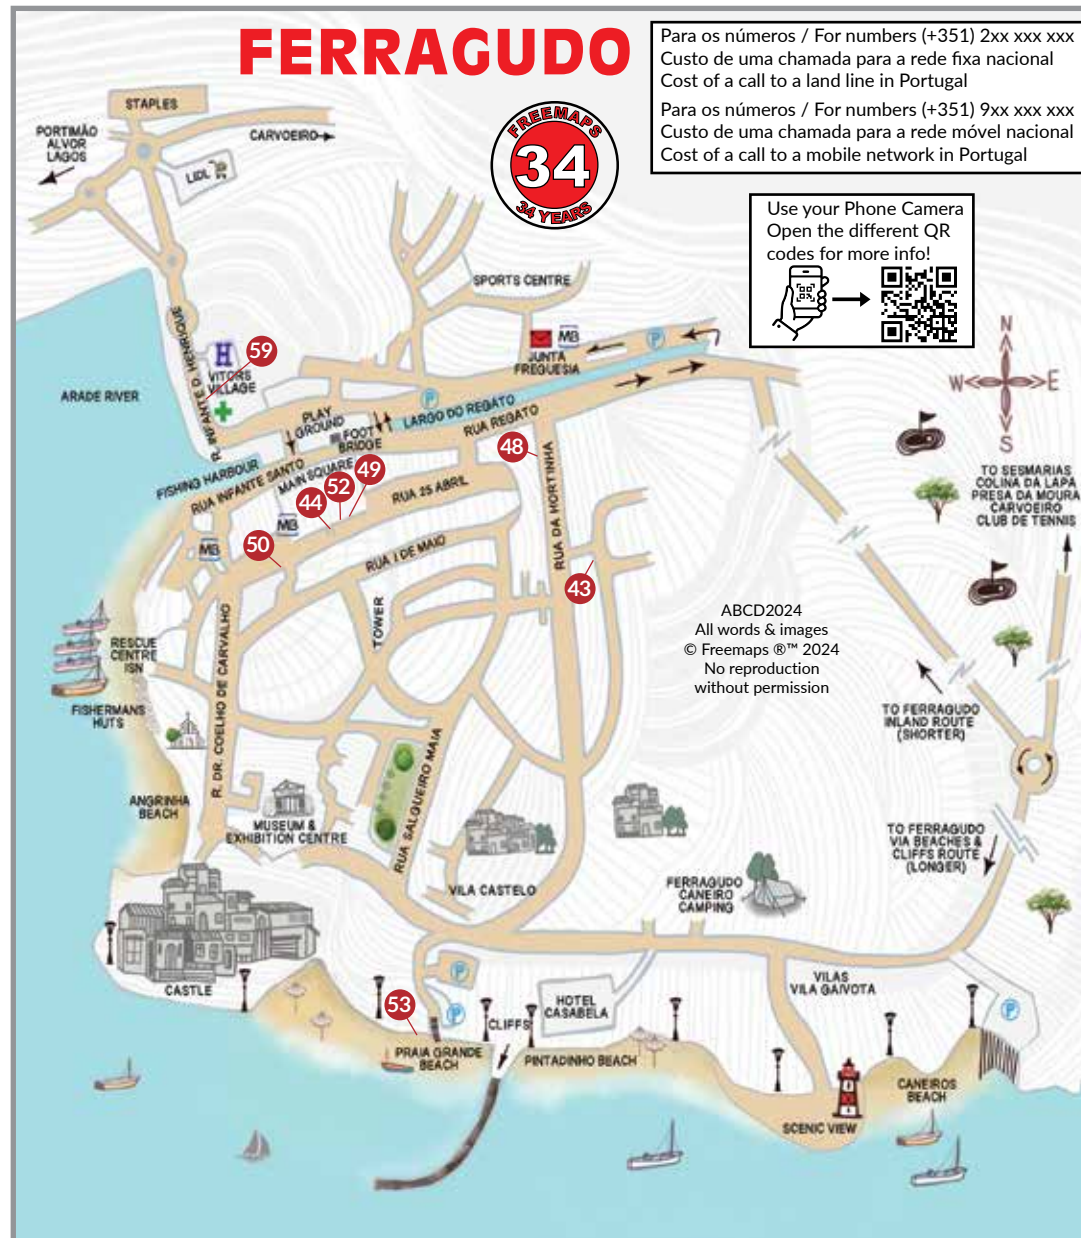 FERRAGUDO
Para os números / For numbers (+351) 2xx xxx xxx
Custo de uma chamada para a rede fixa nacional
Cost of a call to a land line in Portugal
Para os números / For numbers (+351) 9xx xxx xxx
Custo de uma chamada para a rede móvel nacional
Cost of a call to a mobile network in Portugal
FREEMAPS
34
34 YEARS
Use your Phone Camera
Open the different QR
codes for more info!
STAPLES
PORTIMÃO
ALVOR
LAGOS
CARVOEIRO
LIDL
SPORTS CENTRE
MB
JUNTA
FREGUESIA
P
R. INFANTE D. HENRIQUE
H
VITORS
VILLAGE
59
ARADE RIVER
N
W
E
S
P
LARGO DO REGATO
RUA REGATO
PLAY
GROUND
FOOT
BRIDGE
FISHING HARBOUR
RUA INFANTE SANTO
MAIN SQUARE
48
49
52
44
50
MB
MB
RUA 25 ABRIL
RUA 1 DE MAIO
RUA DA HORTINHA
43
TOWER
TO SESMARIAS
COLINA DA LAPA
PRESA DA MOURA
CARVOEIRO
CLUB DE TENNIS
ABCD2024
All words & images
© Freemaps ®™ 2024
No reproduction
without permission
RESCUE
CENTRE
ISN
FISHERMANS
HUTS
R. DR. COELHO DE CARVALHO
TO FERRAGUDO
INLAND ROUTE
(SHORTER)
ANGRINHA
BEACH
MUSEUM &
EXHIBITION CENTRE
RUA SALGUEIRO MAIA
TO FERRAGUDO
VIA BEACHES &
CLIFFS ROUTE
(LONGER)
VILA CASTELO
FERRAGUDO
CANEIRO
CAMPING
CASTLE
P
P
HOTEL
CASABELA
VILAS
VILA GAIVOTA
P
53
CLIFFS
PRAIA GRANDE
BEACH
PINTADINHO BEACH
CANEIROS
BEACH
SCENIC VIEW